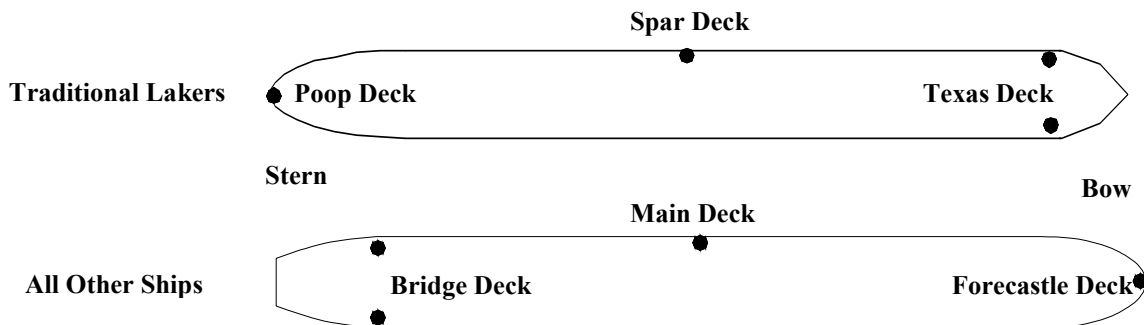 Spar Deck
Traditional Lakers
Poop Deck
Texas Deck
Stern
Bow
Main Deck
All Other Ships
Bridge Deck
Forecastle Deck